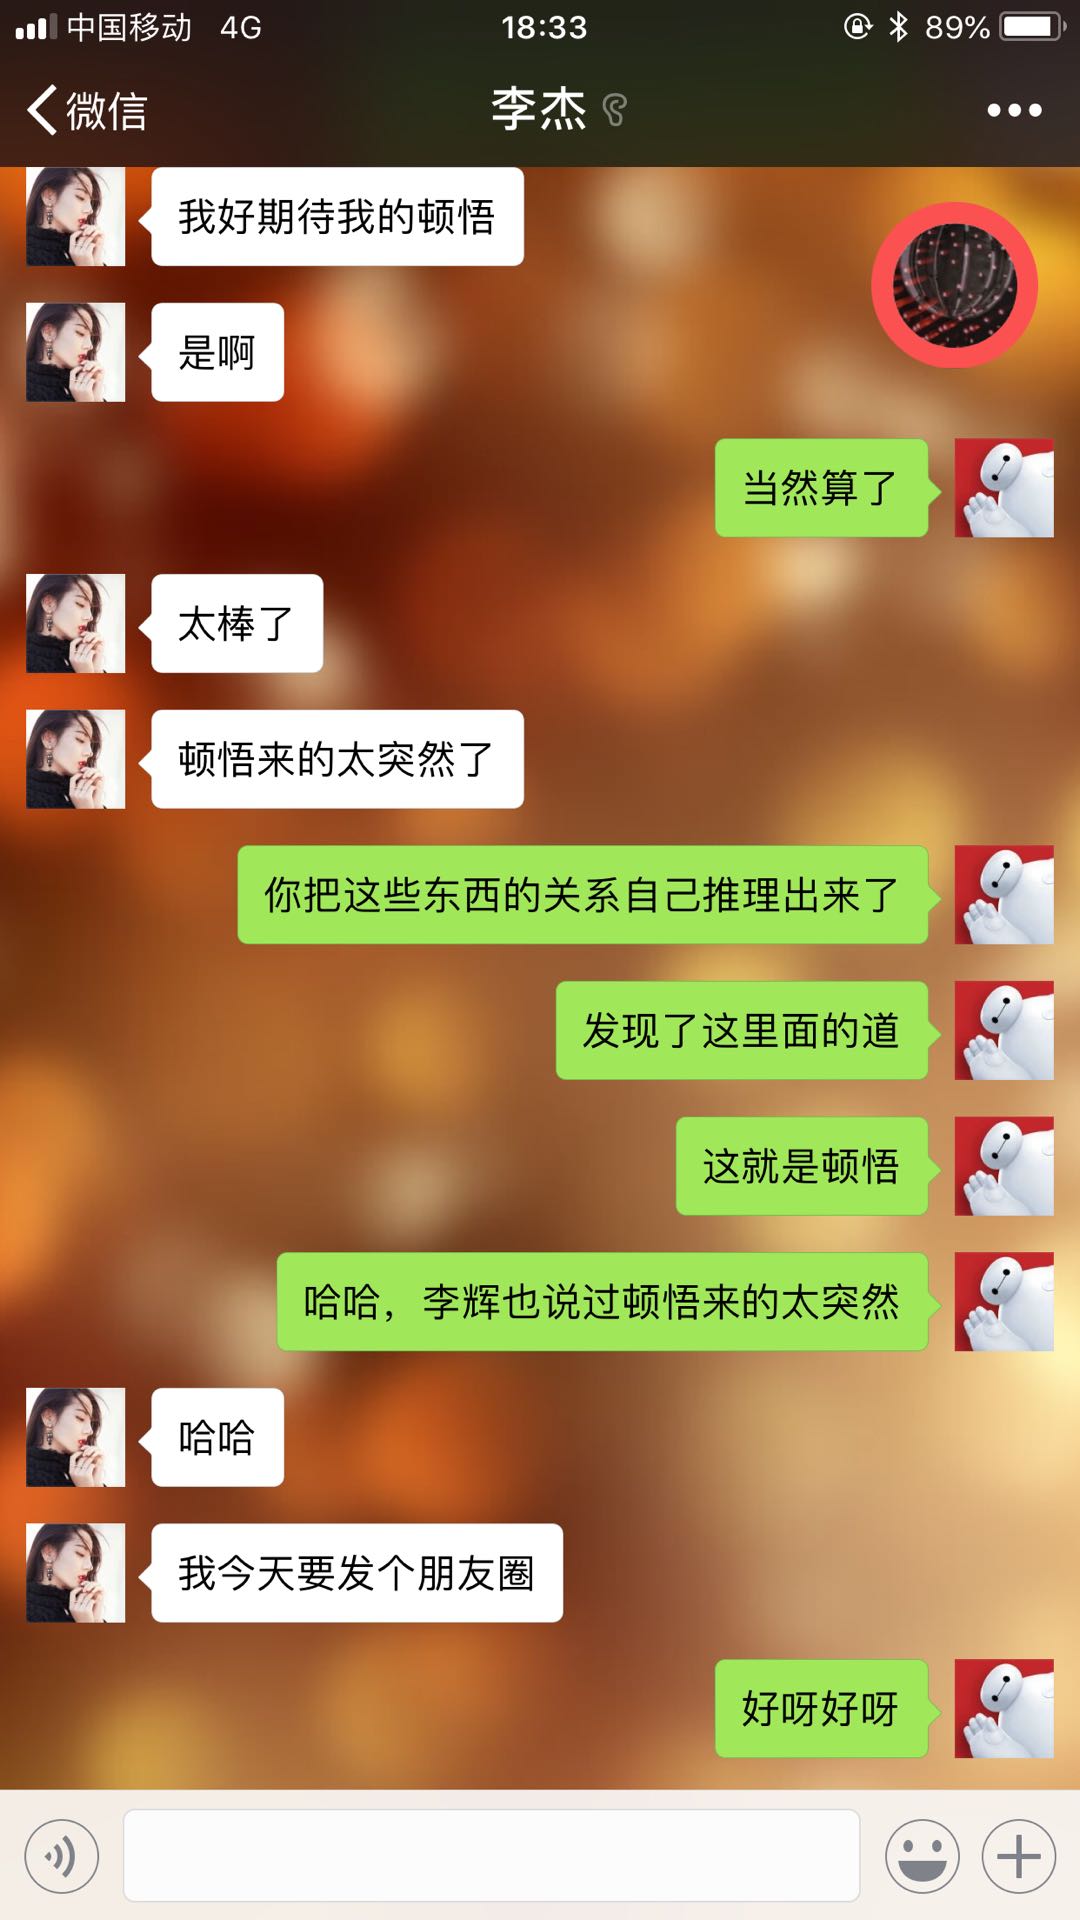 中国移动 4G 18:33 89%
微信 李杰
我好期待我的顿悟
是啊
当然算了
太棒了
顿悟来的太突然了
你把这些东西的关系自己推理出来了
发现了这里面的道
这就是顿悟
哈哈，李辉也说过顿悟来的太突然
哈哈
我今天要发个朋友圈
好呀好呀